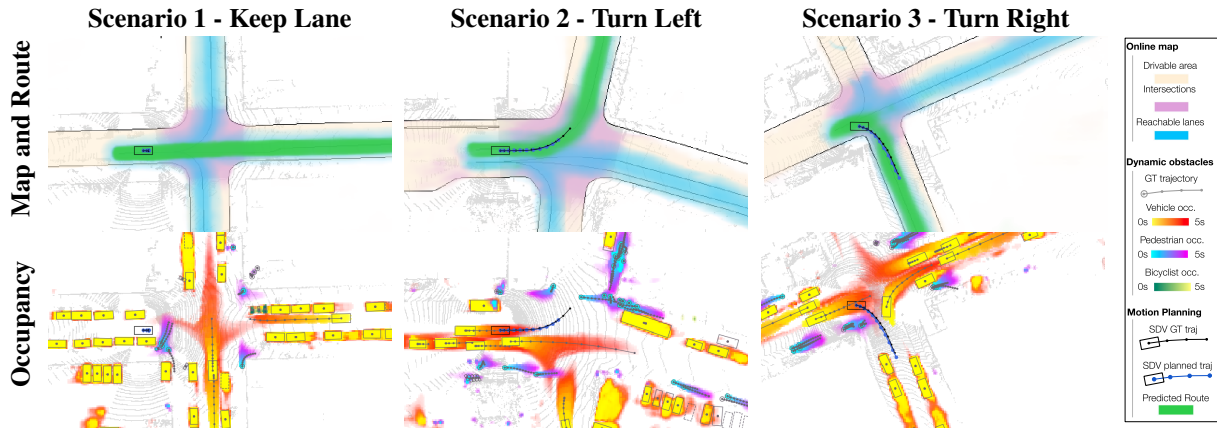 Scenario 1 - Keep Lane
Scenario 2 - Turn Left
Scenario 3 - Turn Right
Map and Route
Occupancy
Online map
Drivable area
Intersections
Reachable lanes
Dynamic obstacles
GT trajectory
Vehicle occ.
0s 5s
Pedestrian occ.
0s 5s
Bicyclist occ.
0s 5s
Motion Planning
SDV GT traj
SDV planned traj
Predicted Route